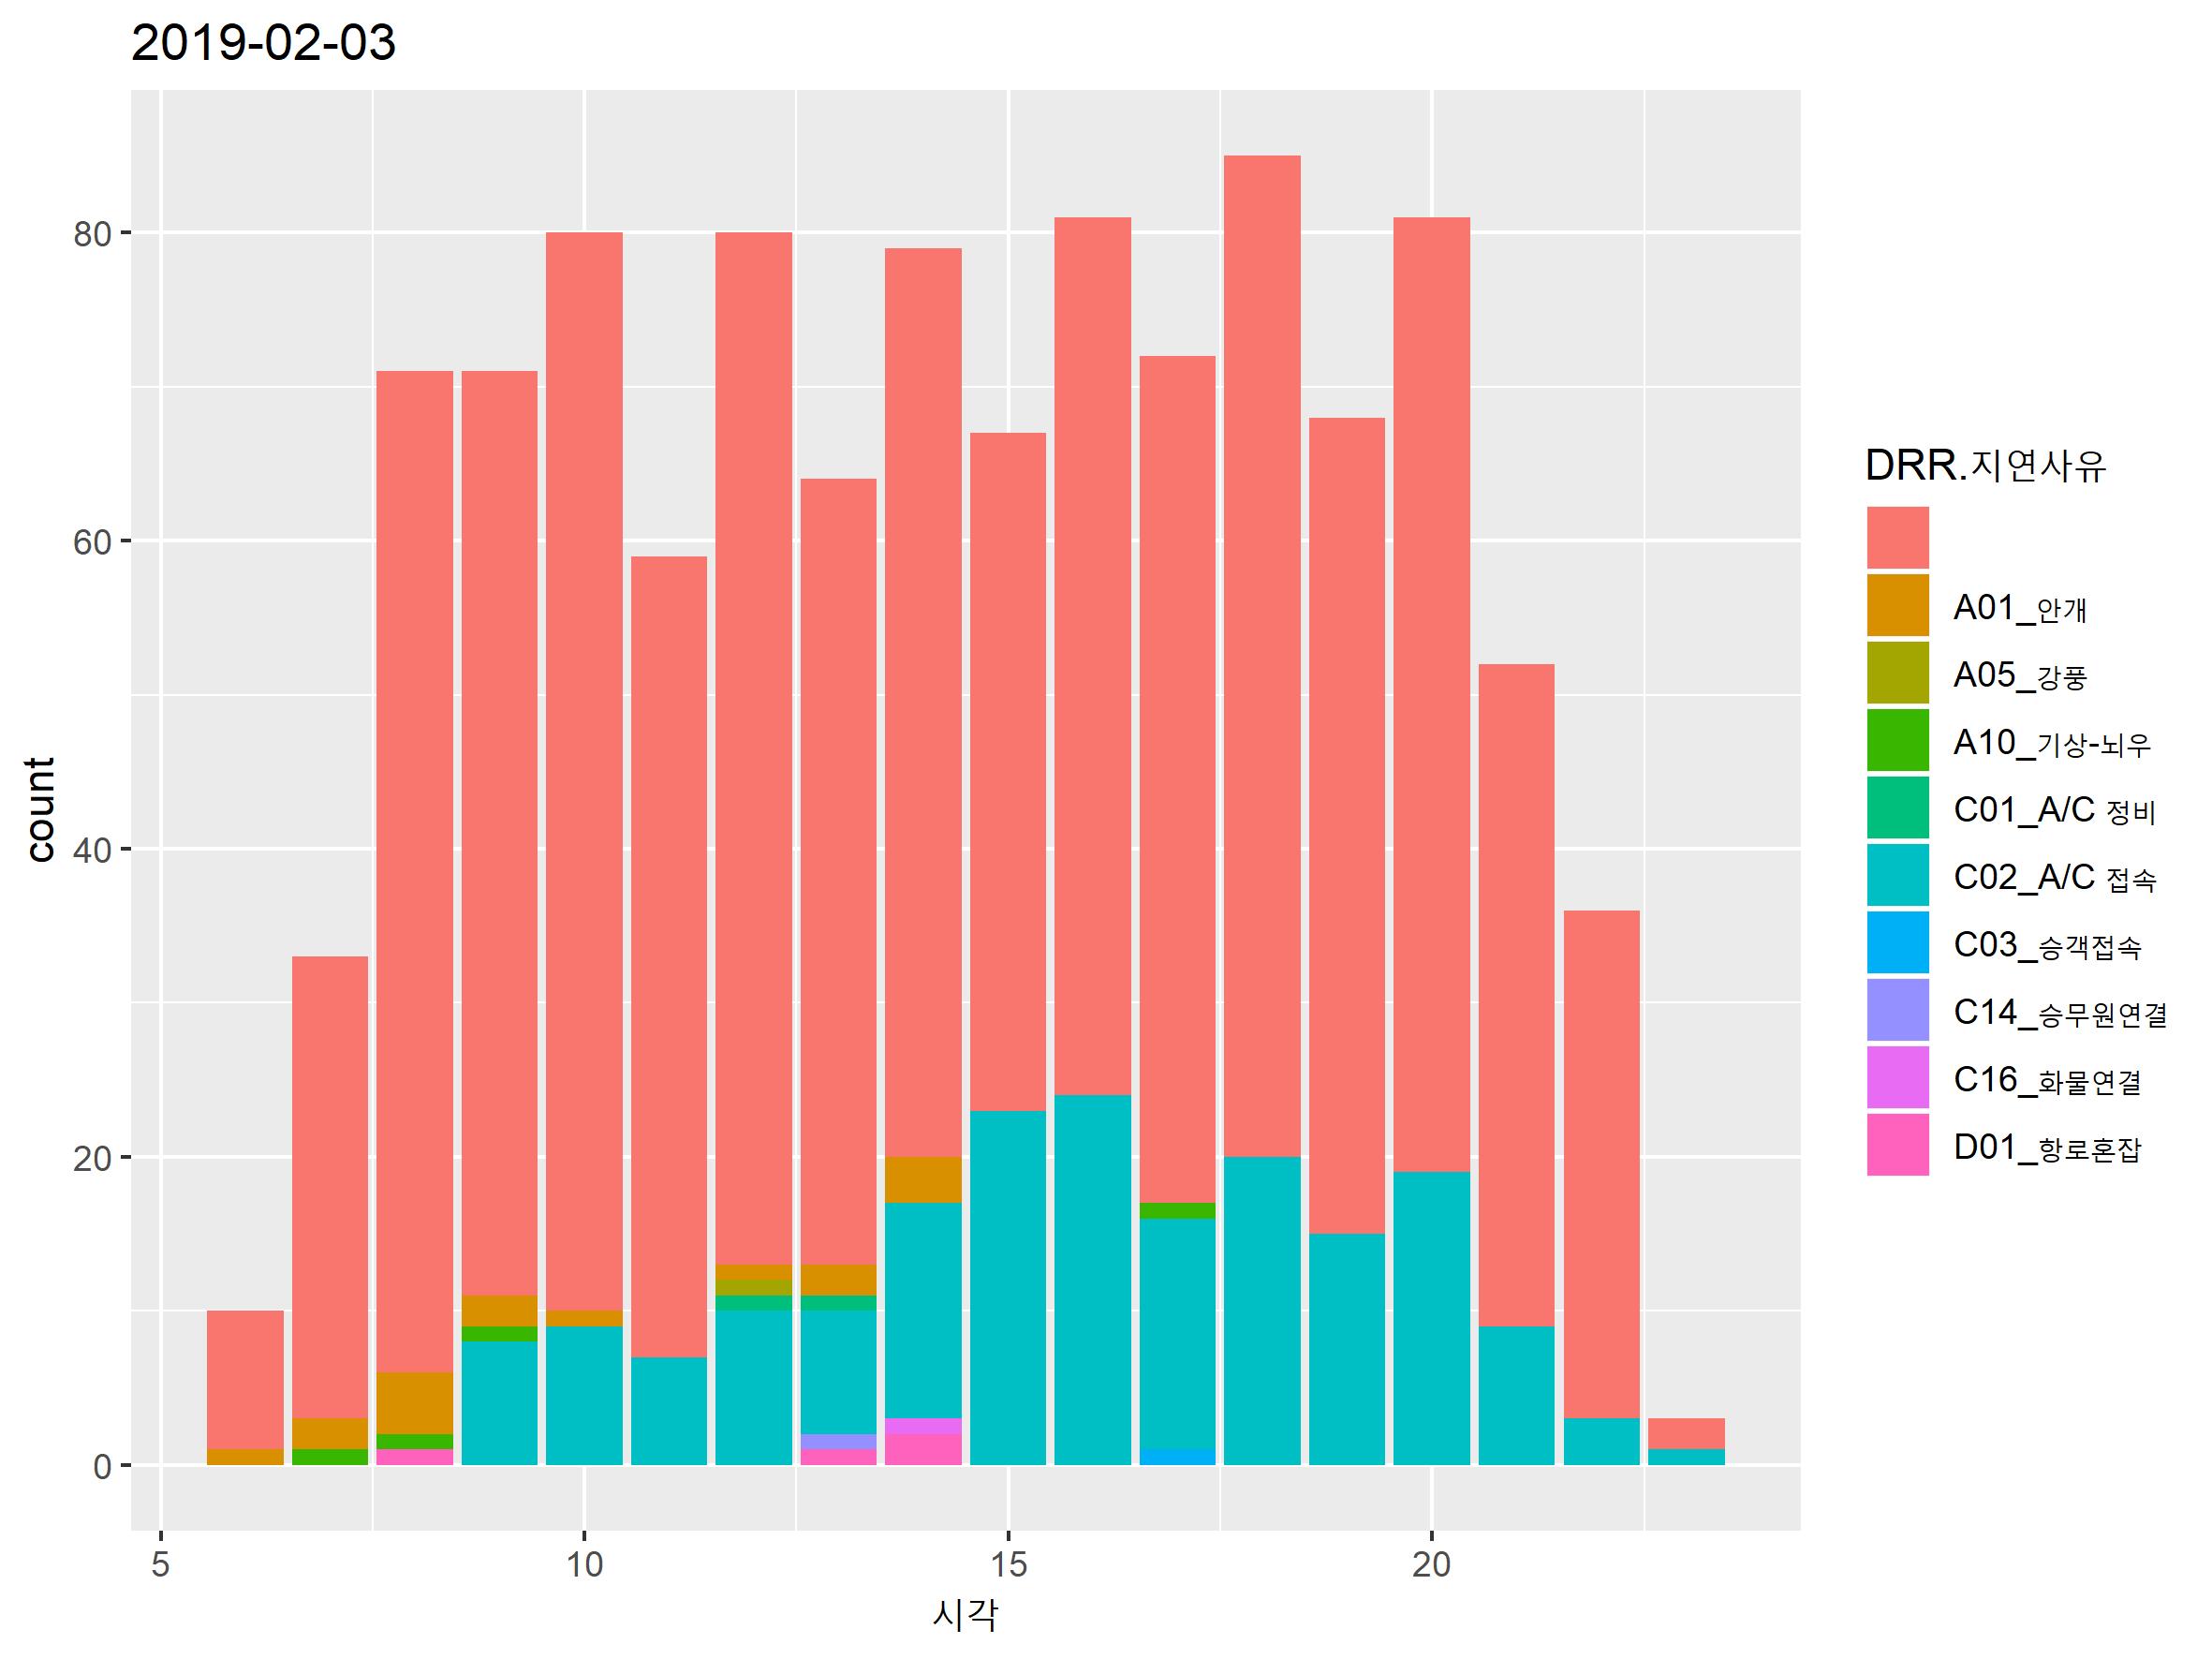 2019-02-03
count
80
60
40
20
0
5 10 15 20
시각
DRR.지연사유
A01_안개
A05_강풍
A10_기상-뇌우
C01_A/C 정비
C02_A/C 접속
C03_승객접속
C14_승무원연결
C16_화물연결
D01_항로혼잡